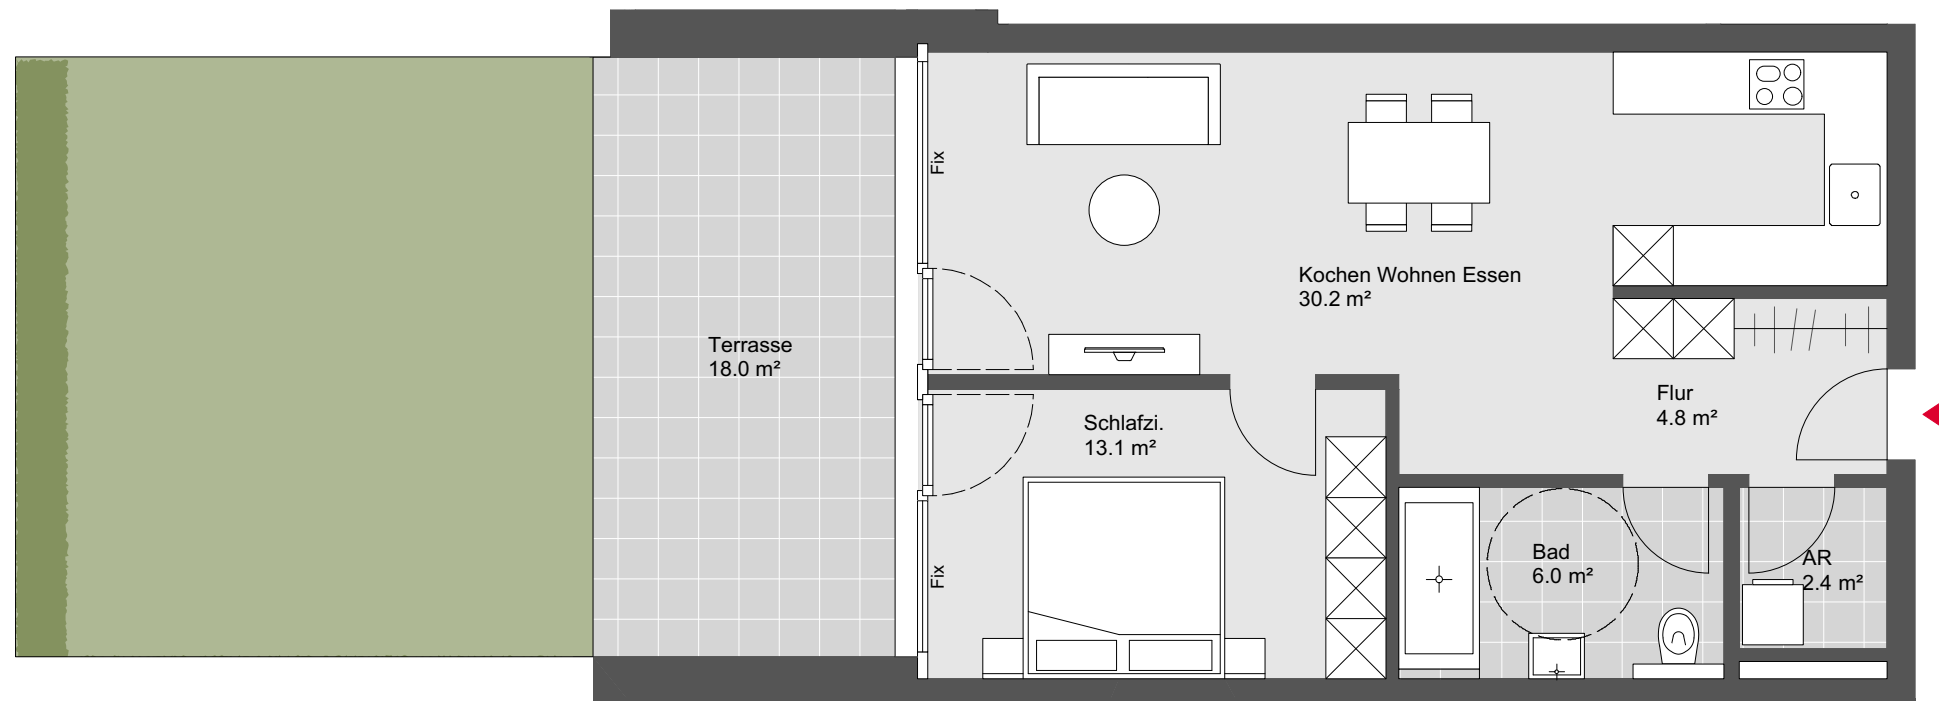 Fix
Kochen Wohnen Essen
30.2 m²
Terrasse
18.0 m²
Flur
4.8 m²
Schlafzi.
13.1 m²
Fix
Bad
6.0 m²
AR
2.4 m²